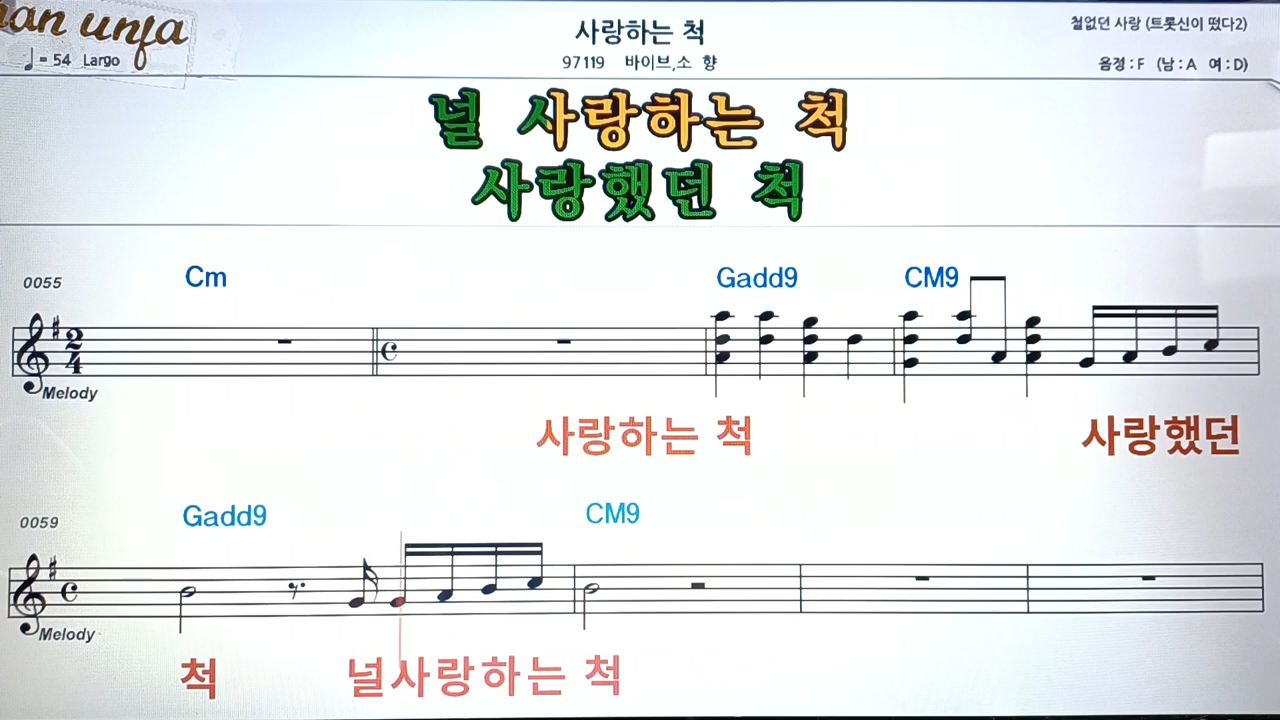 사랑하는 척
철없던 사랑 (트롯신이 떴다2)
♩= 54 Largo
97119 바이브,소 향
음정 : F (남 : A 여 : D)
널 사랑하는 척
사랑했던 척
0055 Cm Gadd9 CM9
2 4
Melody
사랑하는 척 사랑했던
0059 Gadd9 CM9
Melody
척 널사랑하는 척